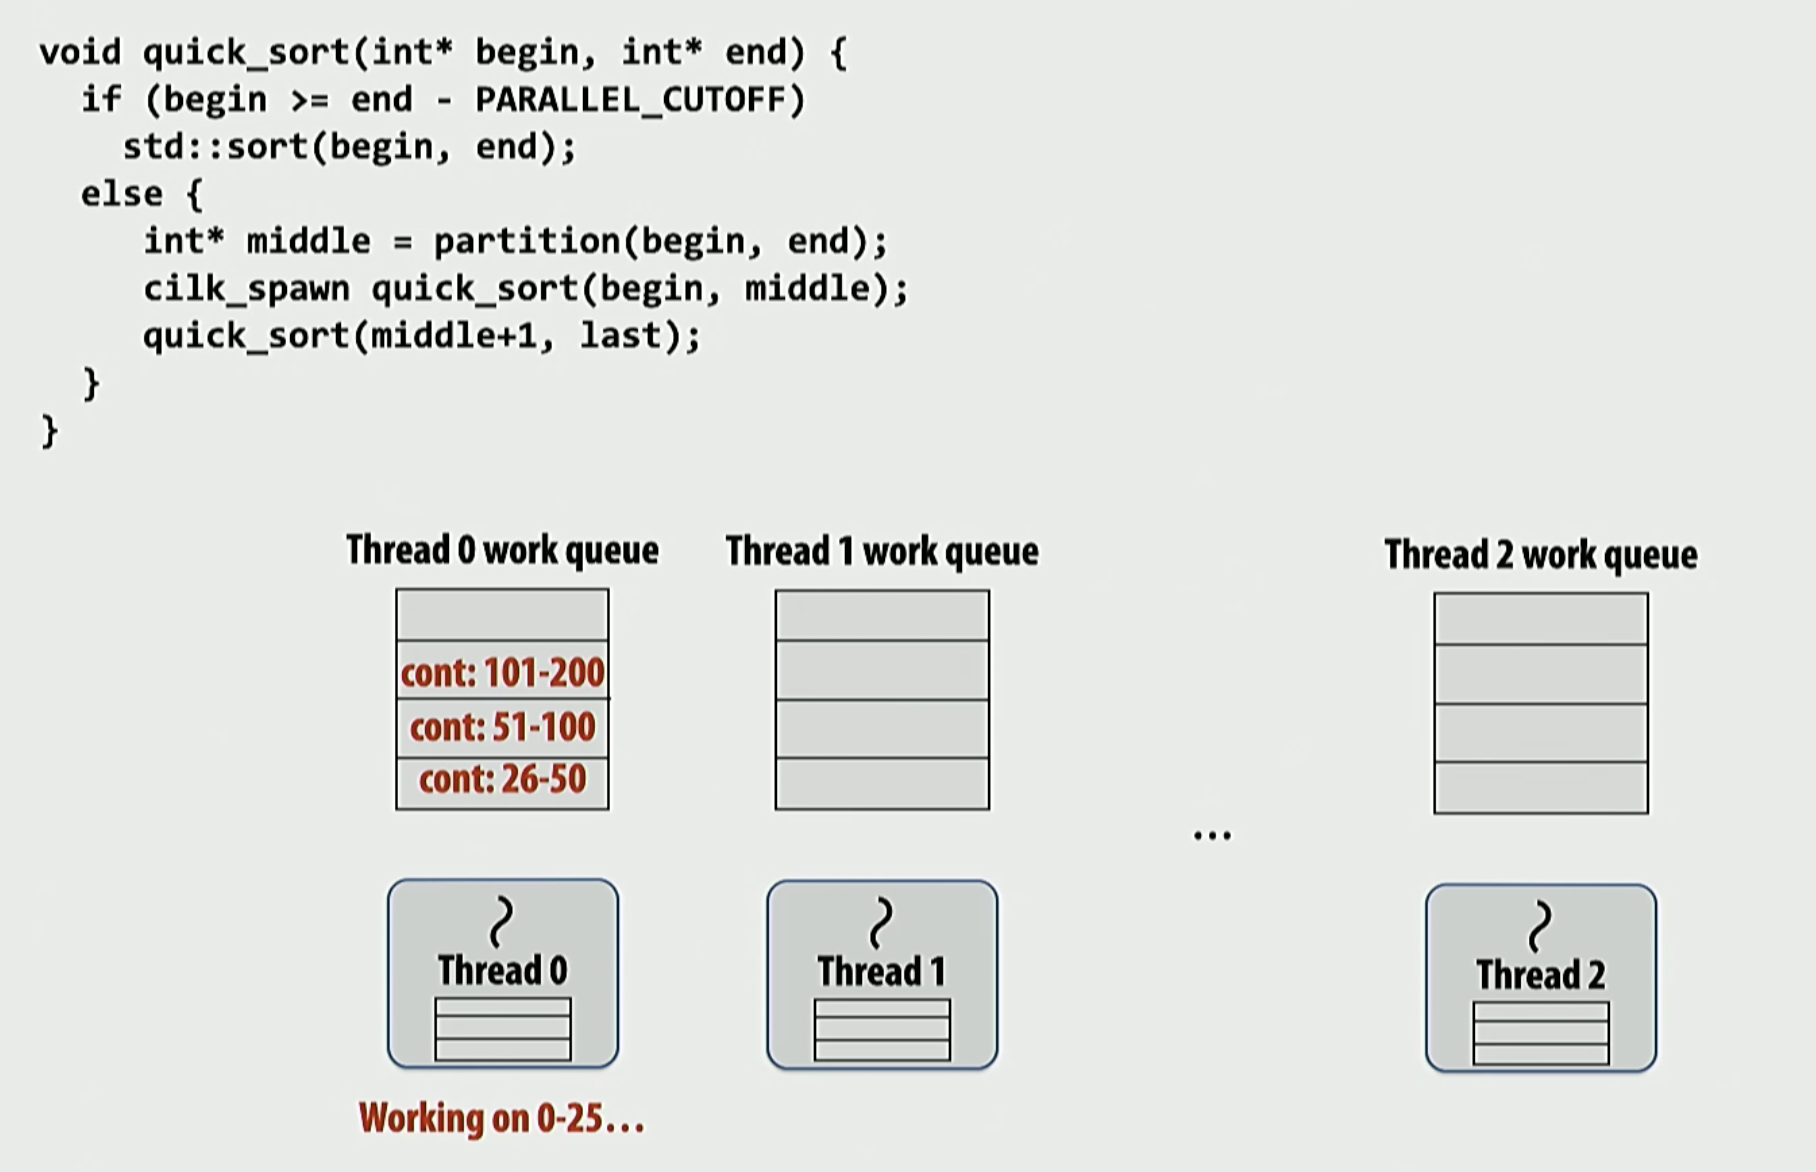 void quick_sort(int* begin, int* end) {
if (begin >= end - PARALLEL_CUTOFF)
std::sort(begin, end);
else {
int* middle = partition(begin, end);
cilk_spawn quick_sort(begin, middle);
quick_sort(middle+1, last);
}
}
Thread 0 work queue
Thread 1 work queue
Thread 2 work queue
cont: 101-200
cont: 51-100
cont: 26-50
...
Thread 0
Thread 1
Thread 2
Working on 0-25...